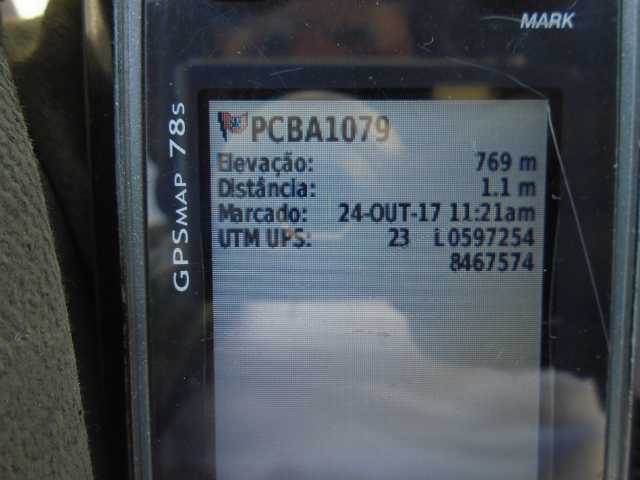 MARK
GPSMAP 78s
PCBA1079
Elevação: 769 m
Distância: 1.1 m
Marcado: 24-OUT-17 11:21am
UTM UPS: 23 L 0597254
8467574